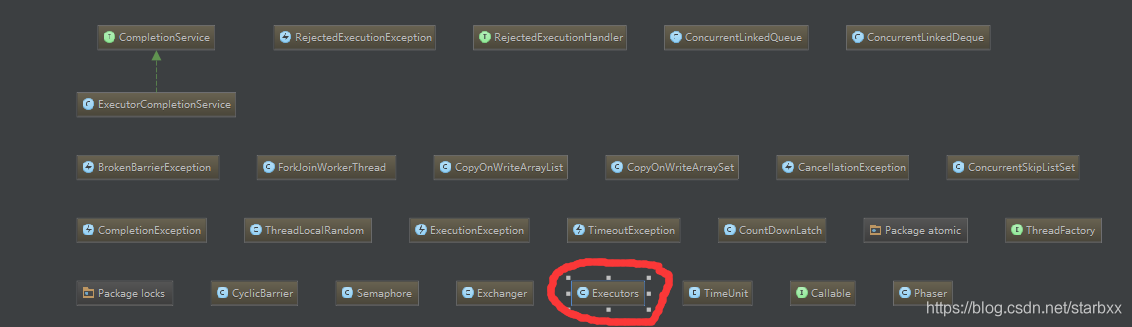 CompletionService RejectedExecutionException RejectedExecutionHandler ConcurrentLinkedQueue ConcurrentLinkedDeque
ExecutorCompletionService
BrokenBarrierException ForkJoinWorkerThread CopyOnWriteArrayList CopyOnWriteArraySet CancellationException ConcurrentSkipListSet
CompletionException ThreadLocalRandom ExecutionException TimeoutException CountDownLatch Package atomic ThreadFactory
Package locks CyclicBarrier Semaphore Exchanger Executors TimeUnit Callable Phaser
https://blog.csdn.net/starbxx